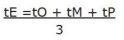 tE =tO + tM + tP
3